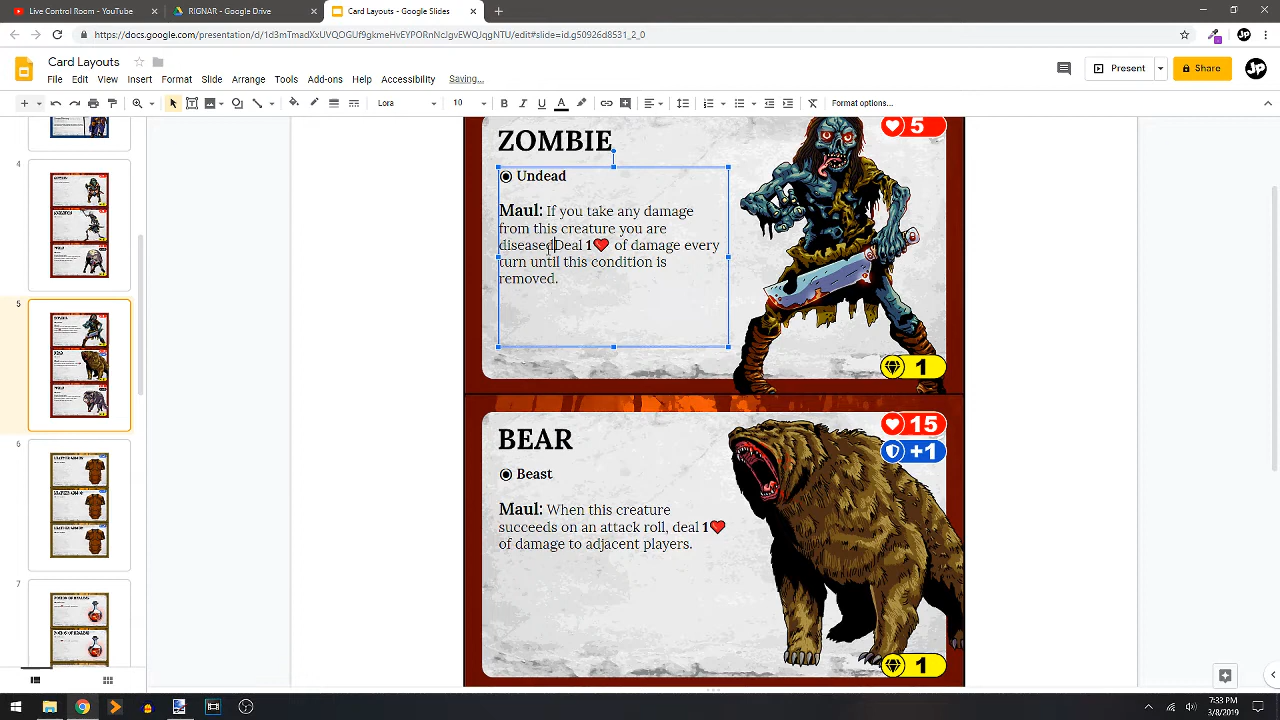 Live Control Room - YouTube
RIGNAR - Google Drive
Card Layouts - Google Slides
https://docs.google.com/presentation/d/1d3mTmadXxUVQOGUf9gkmeHvEYPORnNcJgvEWQJqgNTU/edit#slide=id.g50926d8531_2_0
JP
Card Layouts
File Edit View Insert Format Slide Arrange Tools Add-ons Help Accessibility Saving...
Present
Share
JP
Lora
10
B I U A
Format options...
4
5
6
7
ZOMBIE
5
Undead
Maul: If you take any damage
from this creature you are
diseasedDeal 1 of damage every
turn until this condition is
removed.
1
BEAR
15
+1
Beast
Maul: When this creature
succeeds on an attack roll, deal 1
of damage to adjacent players.
1
7:33 PM
3/8/2019